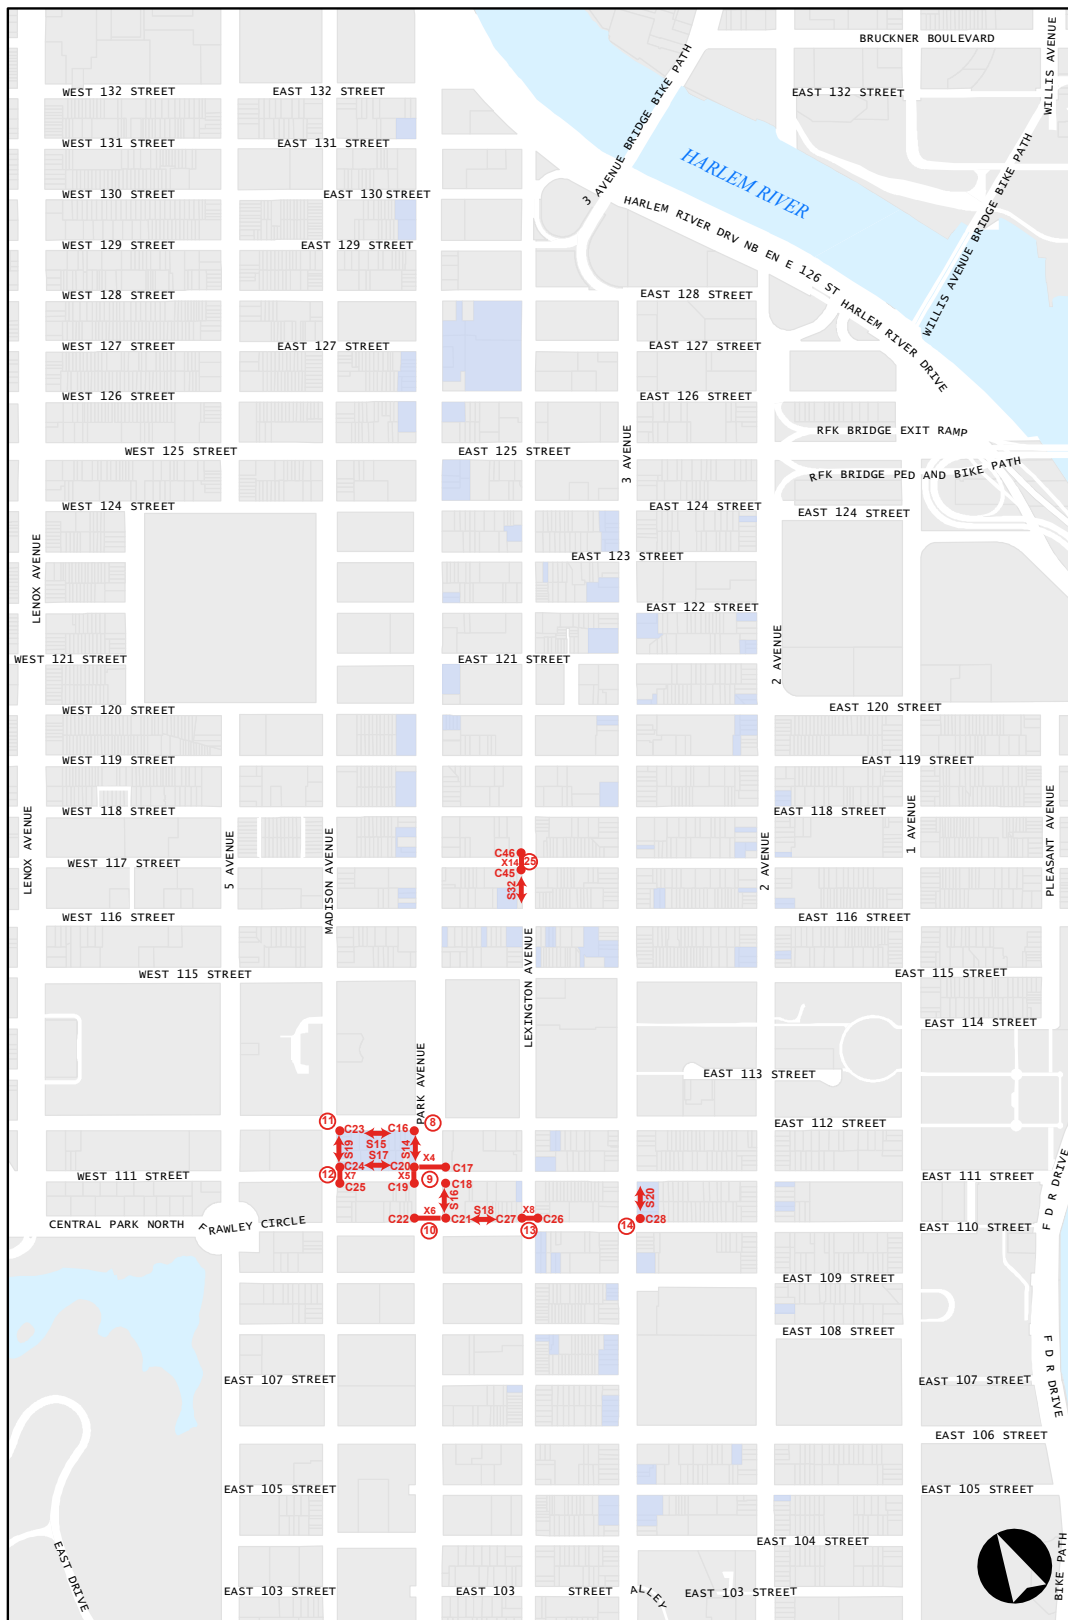 BRUCKNER BOULEVARD
WILLIS AVENUE
WEST 132 STREET
EAST 132 STREET
EAST 132 STREET
3 AVENUE BRIDGE BIKE PATH
WEST 131 STREET
EAST 131 STREET
HARLEM RIVER
WILLIS AVENUE BRIDGE BIKE PATH
WEST 130 STREET
EAST 130 STREET
HARLEM RIVER DRV NB EN E 126 ST
WEST 129 STREET
EAST 129 STREET
WEST 128 STREET
EAST 128 STREET
HARLEM RIVER DRIVE
WEST 127 STREET
EAST 127 STREET
EAST 127 STREET
WEST 126 STREET
EAST 126 STREET
RFK BRIDGE EXIT RAMP
WEST 125 STREET
EAST 125 STREET
3 AVENUE
RFK BRIDGE PED AND BIKE PATH
WEST 124 STREET
EAST 124 STREET
EAST 124 STREET
LENOX AVENUE
EAST 123 STREET
EAST 122 STREET
WEST 121 STREET
EAST 121 STREET
2 AVENUE
WEST 120 STREET
EAST 120 STREET
WEST 119 STREET
EAST 119 STREET
WEST 118 STREET
EAST 118 STREET
LENOX AVENUE
5 AVENUE
MADISON AVENUE
2 AVENUE
1 AVENUE
PLEASANT AVENUE
C46
X14
25
C45
S32
WEST 117 STREET
WEST 116 STREET
EAST 116 STREET
WEST 115 STREET
LEXINGTON AVENUE
EAST 115 STREET
EAST 114 STREET
PARK AVENUE
EAST 113 STREET
11
C23
C16
8
EAST 112 STREET
S19
S15
S17
S14
X4
C24
C20
C17
WEST 111 STREET
12
X7
X5
9
C18
EAST 111 STREET
C25
C19
S16
S20
F D R DRIVE
CENTRAL PARK NORTH
FRAWLEY CIRCLE
C22
X6
C21
S18
C27
X8
C26
C28
10
13
14
EAST 110 STREET
EAST 109 STREET
EAST 108 STREET
F D R DRIVE
EAST 107 STREET
EAST 107 STREET
EAST 106 STREET
EAST 105 STREET
EAST 105 STREET
EAST DRIVE
EAST 104 STREET
BIKE PATH
EAST 103 STREET
EAST 103 STREET
ALLEY
EAST 103 STREET